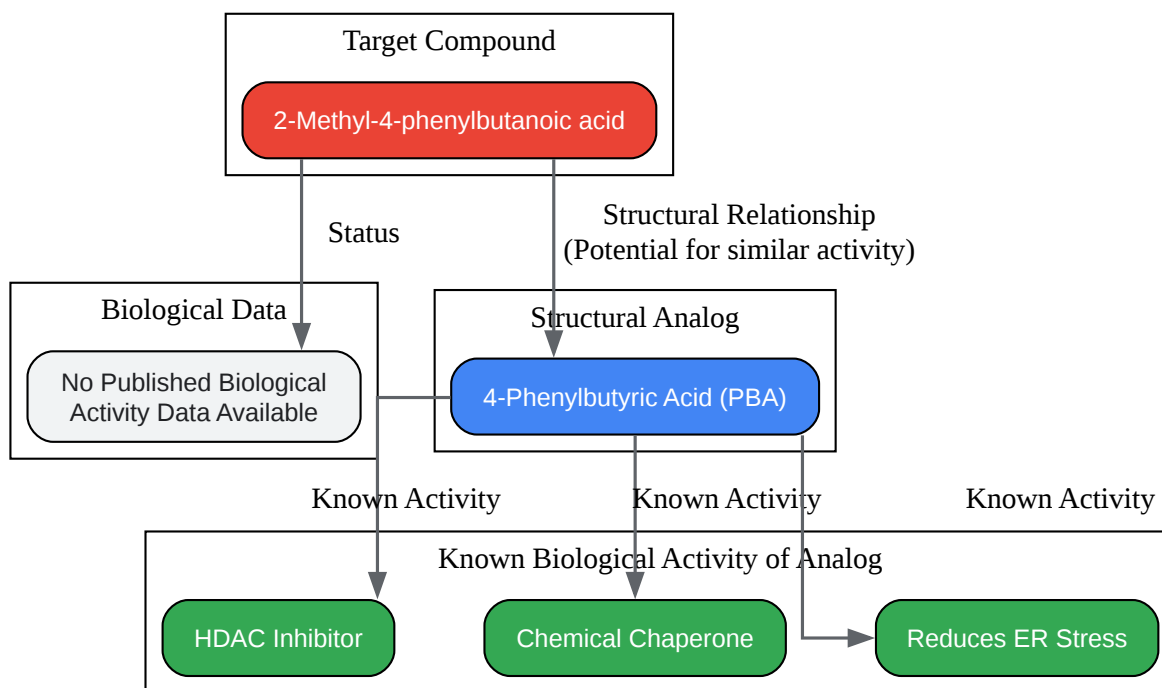 Target Compound
2-Methyl-4-phenylbutanoic acid
Status
Structural Relationship
(Potential for similar activity)
Biological Data
No Published Biological
Activity Data Available
Structural Analog
4-Phenylbutyric Acid (PBA)
Known Activity
Known Activity
Known Activity
Known Biological Activity of Analog
HDAC Inhibitor
Chemical Chaperone
Reduces ER Stress